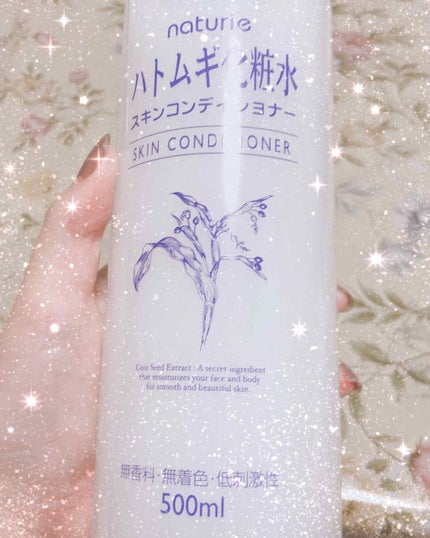 naturie
ハトムギ化粧水
スキンコンディショナー
SKIN CONDITIONER
Coix Seed Extract : A secret ingredient
that moisturizes your face and body
for smooth and beautiful skin.
無香料･無着色･低刺激性
500ml